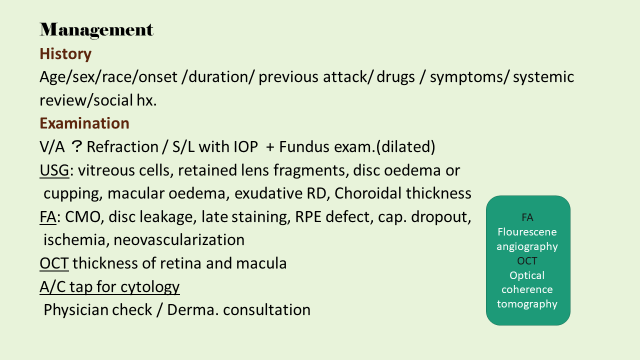 Management
History
Age/sex/race/onset /duration/ previous attack/ drugs / symptoms/ systemic
review/social hx.
Examination
V/A ? Refraction / S/L with IOP + Fundus exam.(dilated)
USG: vitreous cells, retained lens fragments, disc oedema or
cupping, macular oedema, exudative RD, Choroidal thickness
FA: CMO, disc leakage, late staining, RPE defect, cap. dropout,
ischemia, neovascularization
OCT thickness of retina and macula
A/C tap for cytology
Physician check / Derma. consultation
FA
Flourescene
angiography
OCT
Optical
coherence
tomography